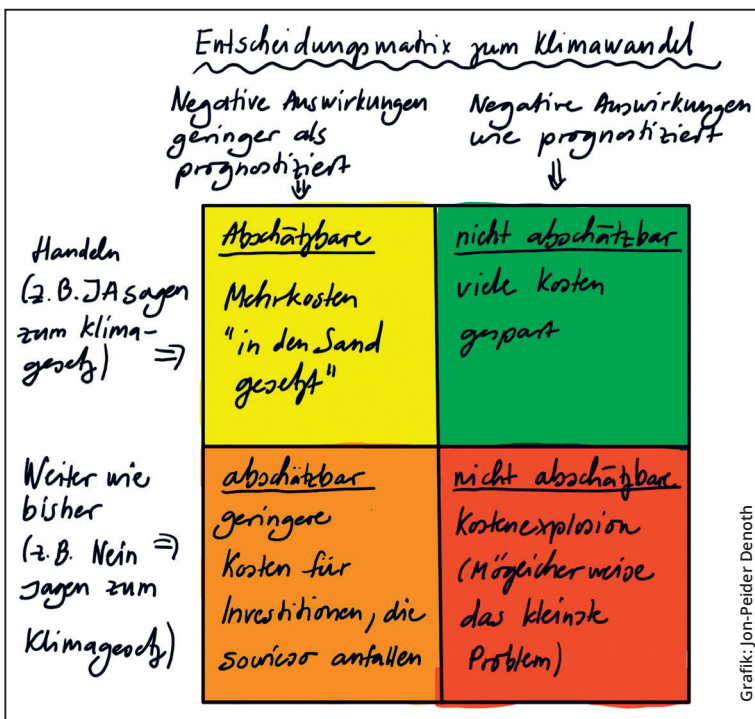 Entscheidungsmatrix zum Klimawandel
Negative Auswirkungen
geringer als
prognostiziert
Negative Auswirkungen
wie prognostiziert
Handeln
(z.B. JA sagen
zum Klima-
gesetz) ⇒
Abschätzbare
Mehrkosten
"in den Sand
gesetzt"
nicht abschätzbar
viele Kosten
gespart
Weiter wie
bisher
(z.B. Nein ⇒
sagen zum
Klimagesetz)
abschätzbar
geringere
Kosten für
Investitionen, die
sowieso anfallen
nicht abschätzbare
Kostenexplosion
(Möglicherweise
das kleinste
Problem)
Grafik: Jon-Peider Denoth